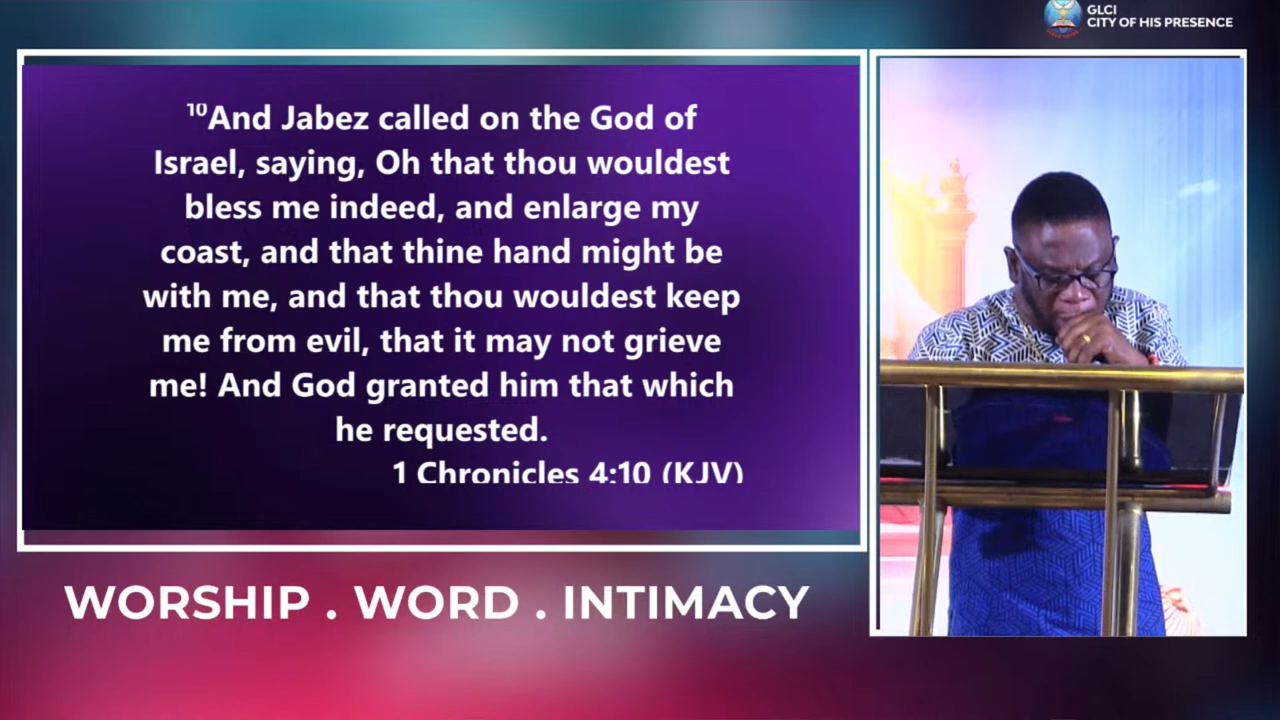 GLCI
CITY OF HIS PRESENCE
¹⁰And Jabez called on the God of
Israel, saying, Oh that thou wouldest
bless me indeed, and enlarge my
coast, and that thine hand might be
with me, and that thou wouldest keep
me from evil, that it may not grieve
me! And God granted him that which
he requested.
1 Chronicles 4:10 (KJV)
WORSHIP . WORD . INTIMACY